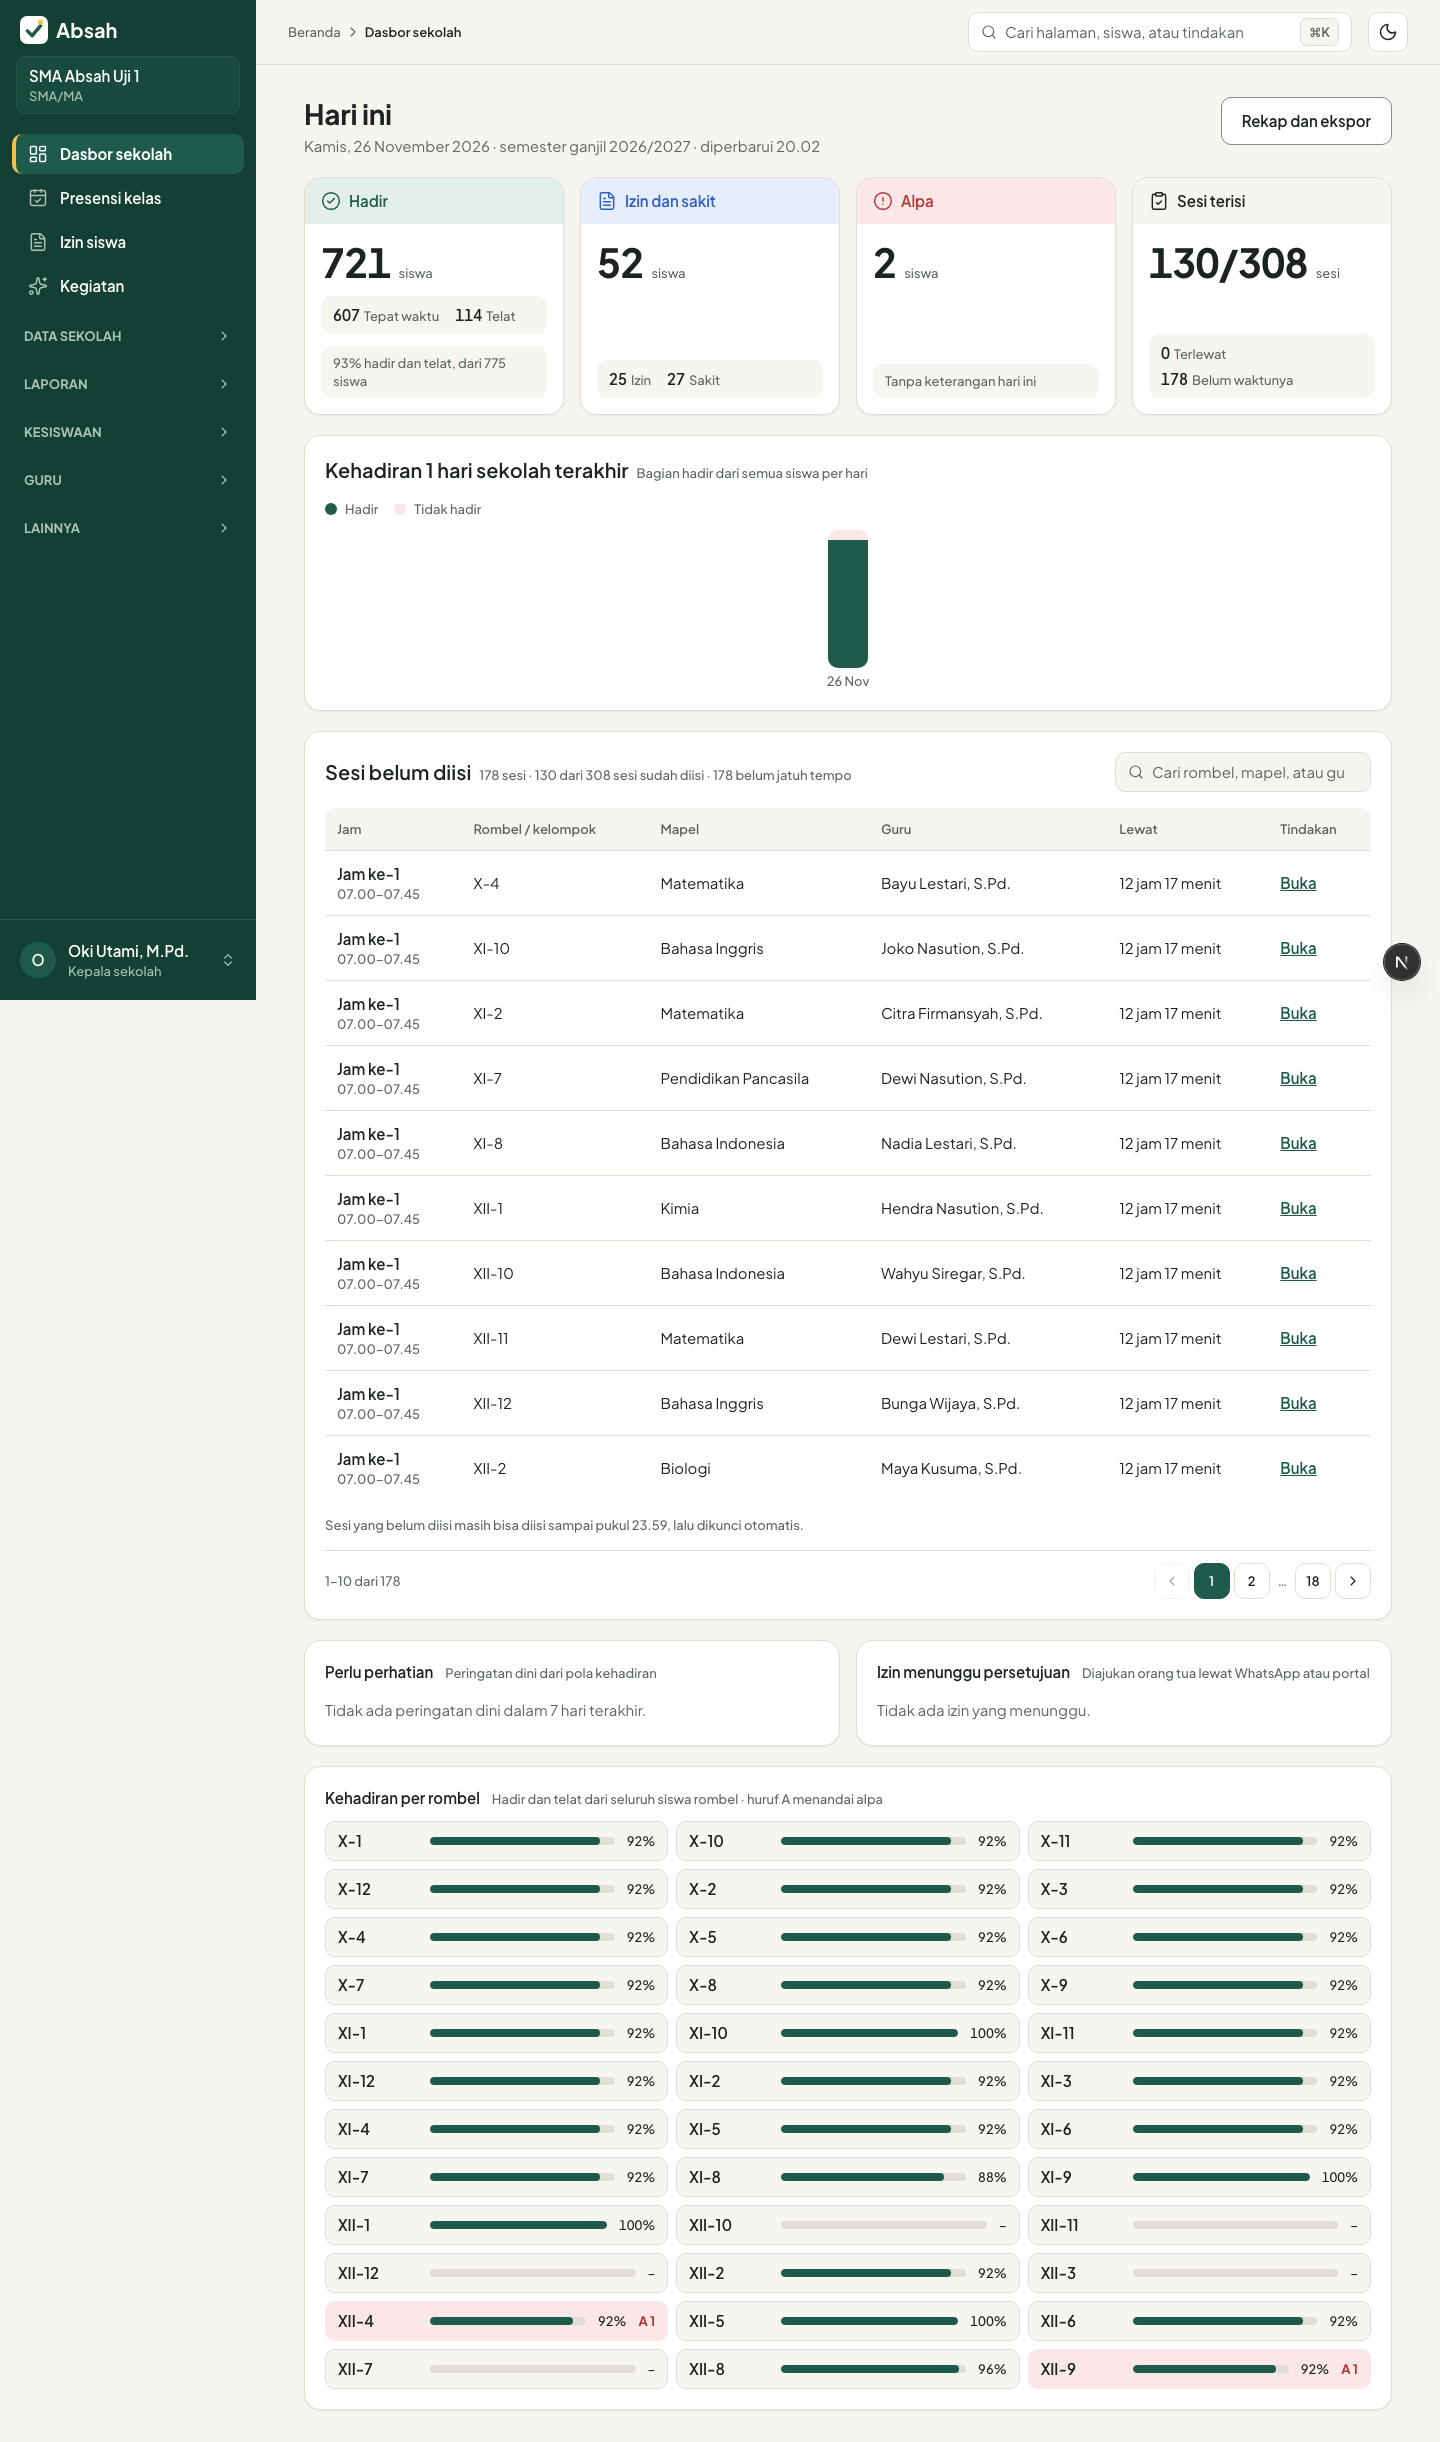 Absah
SMA Absah Uji 1
SMA/MA
Dasbor sekolah
Presensi kelas
Izin siswa
Kegiatan
DATA SEKOLAH
LAPORAN
KESISWAAN
GURU
LAINNYA
O
Oki Utami, M.Pd.
Kepala sekolah
Beranda > Dasbor sekolah
Cari halaman, siswa, atau tindakan ⌘K
Hari ini
Kamis, 26 November 2026 · semester ganjil 2026/2027 · diperbarui 20.02
Rekap dan ekspor
Hadir
721 siswa
607 Tepat waktu 114 Telat
93% hadir dan telat, dari 775
siswa
Izin dan sakit
52 siswa
25 Izin 27 Sakit
Alpa
2 siswa
Tanpa keterangan hari ini
Sesi terisi
130/308 sesi
0 Terlewat
178 Belum waktunya
Kehadiran 1 hari sekolah terakhir Bagian hadir dari semua siswa per hari
Hadir Tidak hadir
26 Nov
Sesi belum diisi 178 sesi · 130 dari 308 sesi sudah diisi · 178 belum jatuh tempo
Cari rombel, mapel, atau gu
Jam Rombel / kelompok Mapel Guru Lewat Tindakan
Jam ke-1
07.00–07.45
X-4 Matematika Bayu Lestari, S.Pd. 12 jam 17 menit Buka
Jam ke-1
07.00–07.45
XI-10 Bahasa Inggris Joko Nasution, S.Pd. 12 jam 17 menit Buka
Jam ke-1
07.00–07.45
XI-2 Matematika Citra Firmansyah, S.Pd. 12 jam 17 menit Buka
Jam ke-1
07.00–07.45
XI-7 Pendidikan Pancasila Dewi Nasution, S.Pd. 12 jam 17 menit Buka
Jam ke-1
07.00–07.45
XI-8 Bahasa Indonesia Nadia Lestari, S.Pd. 12 jam 17 menit Buka
Jam ke-1
07.00–07.45
XII-1 Kimia Hendra Nasution, S.Pd. 12 jam 17 menit Buka
Jam ke-1
07.00–07.45
XII-10 Bahasa Indonesia Wahyu Siregar, S.Pd. 12 jam 17 menit Buka
Jam ke-1
07.00–07.45
XII-11 Matematika Dewi Lestari, S.Pd. 12 jam 17 menit Buka
Jam ke-1
07.00–07.45
XII-12 Bahasa Inggris Bunga Wijaya, S.Pd. 12 jam 17 menit Buka
Jam ke-1
07.00–07.45
XII-2 Biologi Maya Kusuma, S.Pd. 12 jam 17 menit Buka
N
Sesi yang belum diisi masih bisa diisi sampai pukul 23.59, lalu dikunci otomatis.
1–10 dari 178
1 2 … 18
Perlu perhatian Peringatan dini dari pola kehadiran
Tidak ada peringatan dini dalam 7 hari terakhir.
Izin menunggu persetujuan Diajukan orang tua lewat WhatsApp atau portal
Tidak ada izin yang menunggu.
Kehadiran per rombel Hadir dan telat dari seluruh siswa rombel · huruf A menandai alpa
X-1 92% X-10 92% X-11 92%
X-12 92% X-2 92% X-3 92%
X-4 92% X-5 92% X-6 92%
X-7 92% X-8 92% X-9 92%
XI-1 92% XI-10 100% XI-11 92%
XI-12 92% XI-2 92% XI-3 92%
XI-4 92% XI-5 92% XI-6 92%
XI-7 92% XI-8 88% XI-9 100%
XII-1 100% XII-10 – XII-11 –
XII-12 – XII-2 92% XII-3 –
XII-4 92% A 1 XII-5 100% XII-6 92%
XII-7 – XII-8 96% XII-9 92% A 1